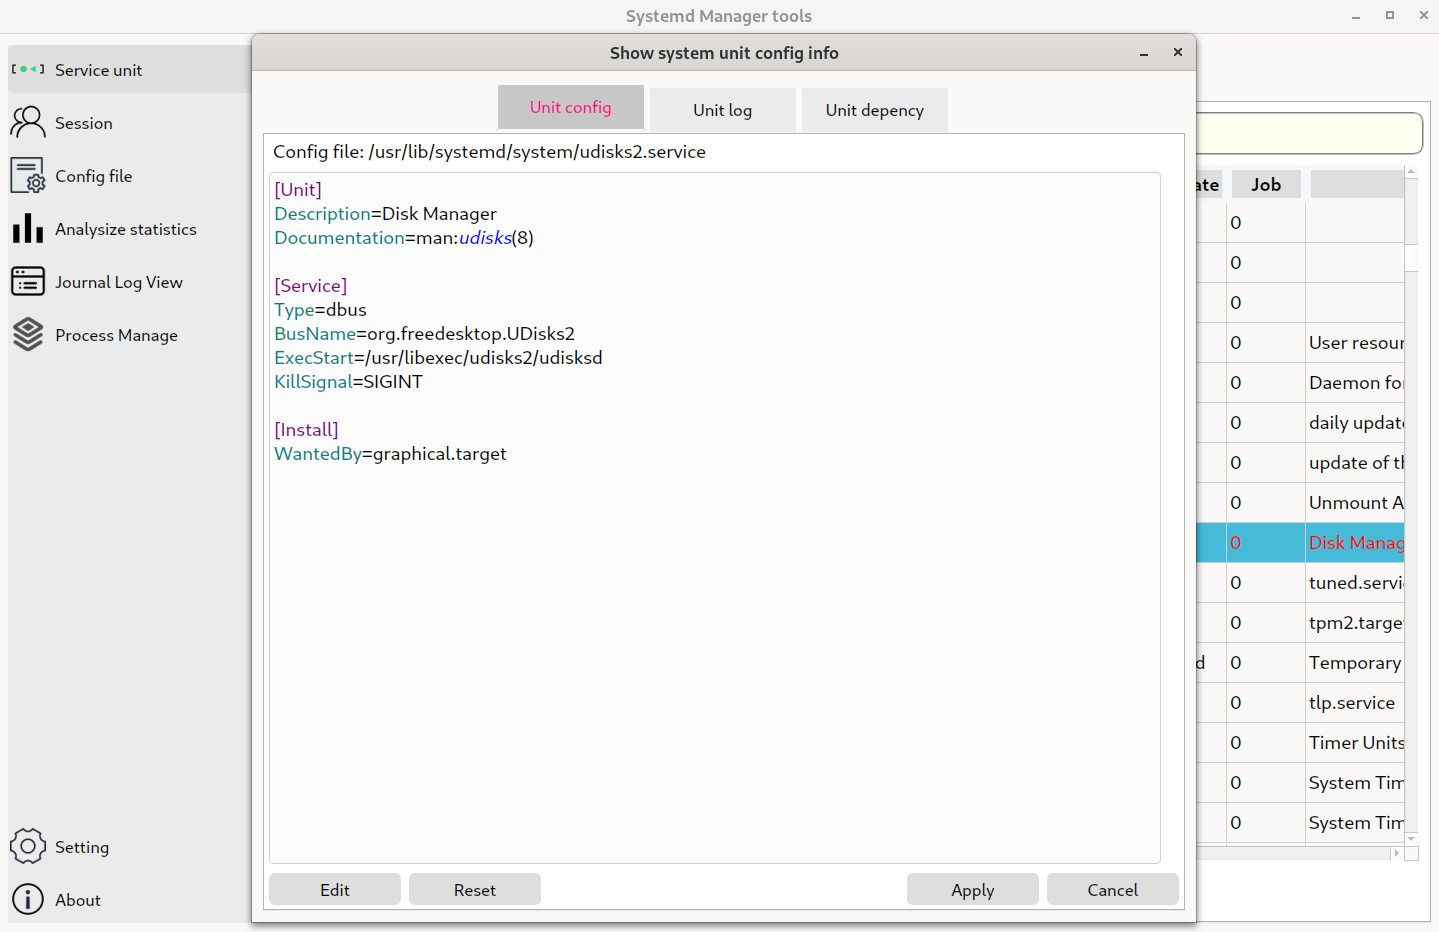 Systemd Manager tools
Service unit
Session
Config file
Analysize statistics
Journal Log View
Process Manage
Setting
About
Show system unit config info
Unit config
Unit log
Unit depency
Config file: /usr/lib/systemd/system/udisks2.service
[Unit]
Description=Disk Manager
Documentation=man:udisks(8)
[Service]
Type=dbus
BusName=org.freedesktop.UDisks2
ExecStart=/usr/libexec/udisks2/udisksd
KillSignal=SIGINT
[Install]
WantedBy=graphical.target
Edit
Reset
Apply
Cancel
ate Job
0
0
0
0 User resour
0 Daemon for
0 daily update
0 update of th
0 Unmount A
0 Disk Manag
0 tuned.servi
0 tpm2.targe
d 0 Temporary
0 tlp.service
0 Timer Units
0 System Tim
0 System Tim